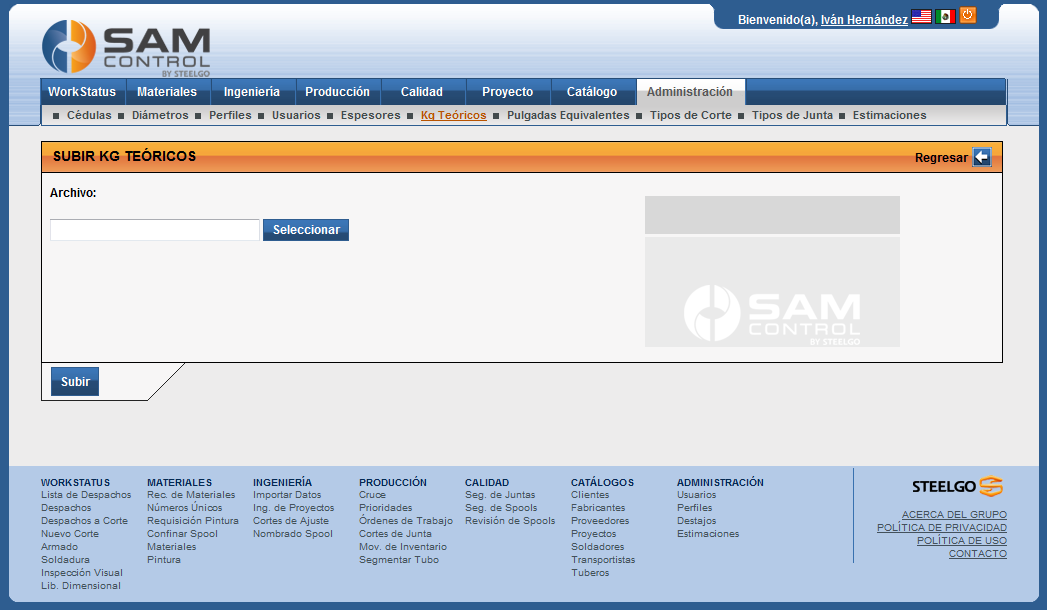 Bienvenido(a), Iván Hernández
SAM
CONTROL
BY STEELGO
WorkStatus Materiales Ingeniería Producción Calidad Proyecto Catálogo Administración
Cédulas Diámetros Perfiles Usuarios Espesores Kg Teóricos Pulgadas Equivalentes Tipos de Corte Tipos de Junta Estimaciones
SUBIR KG TEÓRICOS Regresar
Archivo:
Seleccionar
SAM
CONTROL
BY STEELGO
Subir
WORKSTATUS
Lista de Despachos
Despachos
Despachos a Corte
Nuevo Corte
Armado
Soldadura
Inspección Visual
Lib. Dimensional
MATERIALES
Rec. de Materiales
Números Únicos
Requisición Pintura
Confinar Spool
Materiales
Pintura
INGENIERÍA
Importar Datos
Ing. de Proyectos
Cortes de Ajuste
Nombrado Spool
PRODUCCIÓN
Cruce
Prioridades
Órdenes de Trabajo
Cortes de Junta
Mov. de Inventario
Segmentar Tubo
CALIDAD
Seg. de Juntas
Seg. de Spools
Revisión de Spools
CATÁLOGOS
Clientes
Fabricantes
Proveedores
Proyectos
Soldadores
Transportistas
Tuberos
ADMINISTRACIÓN
Usuarios
Perfiles
Destajos
Estimaciones
STEELGO
ACERCA DEL GRUPO
POLÍTICA DE PRIVACIDAD
POLÍTICA DE USO
CONTACTO